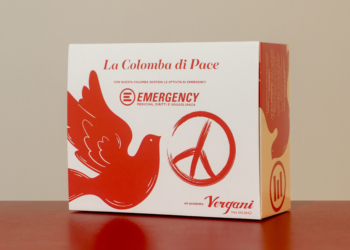 La Colomba di Pace
CON QUESTA COLOMBA SOSTIENI LE ATTIVITÀ DI EMERGENCY
EMERGENCY
MEDICINA, DIRITTI E UGUAGLIANZA
Vergani